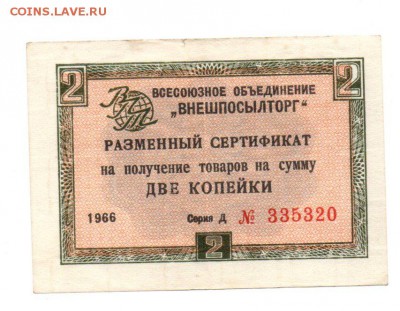 COINS.LAVE.RU
2 2
ВПТ
ВСЕСОЮЗНОЕ ОБЪЕДИНЕНИЕ
„ВНЕШПОСЫЛТОРГ"
РАЗМЕННЫЙ СЕРТИФИКАТ
на получение товаров на сумму
ДВЕ КОПЕЙКИ
1966 Серия Д № 335320
2